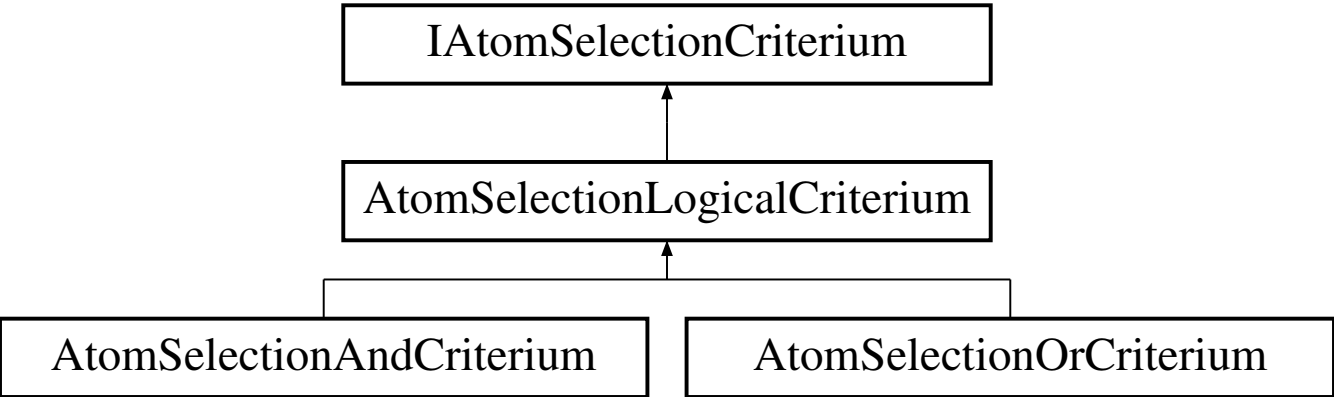 IAtomSelectionCriterium
AtomSelectionLogicalCriterium
AtomSelectionAndCriterium
AtomSelectionOrCriterium